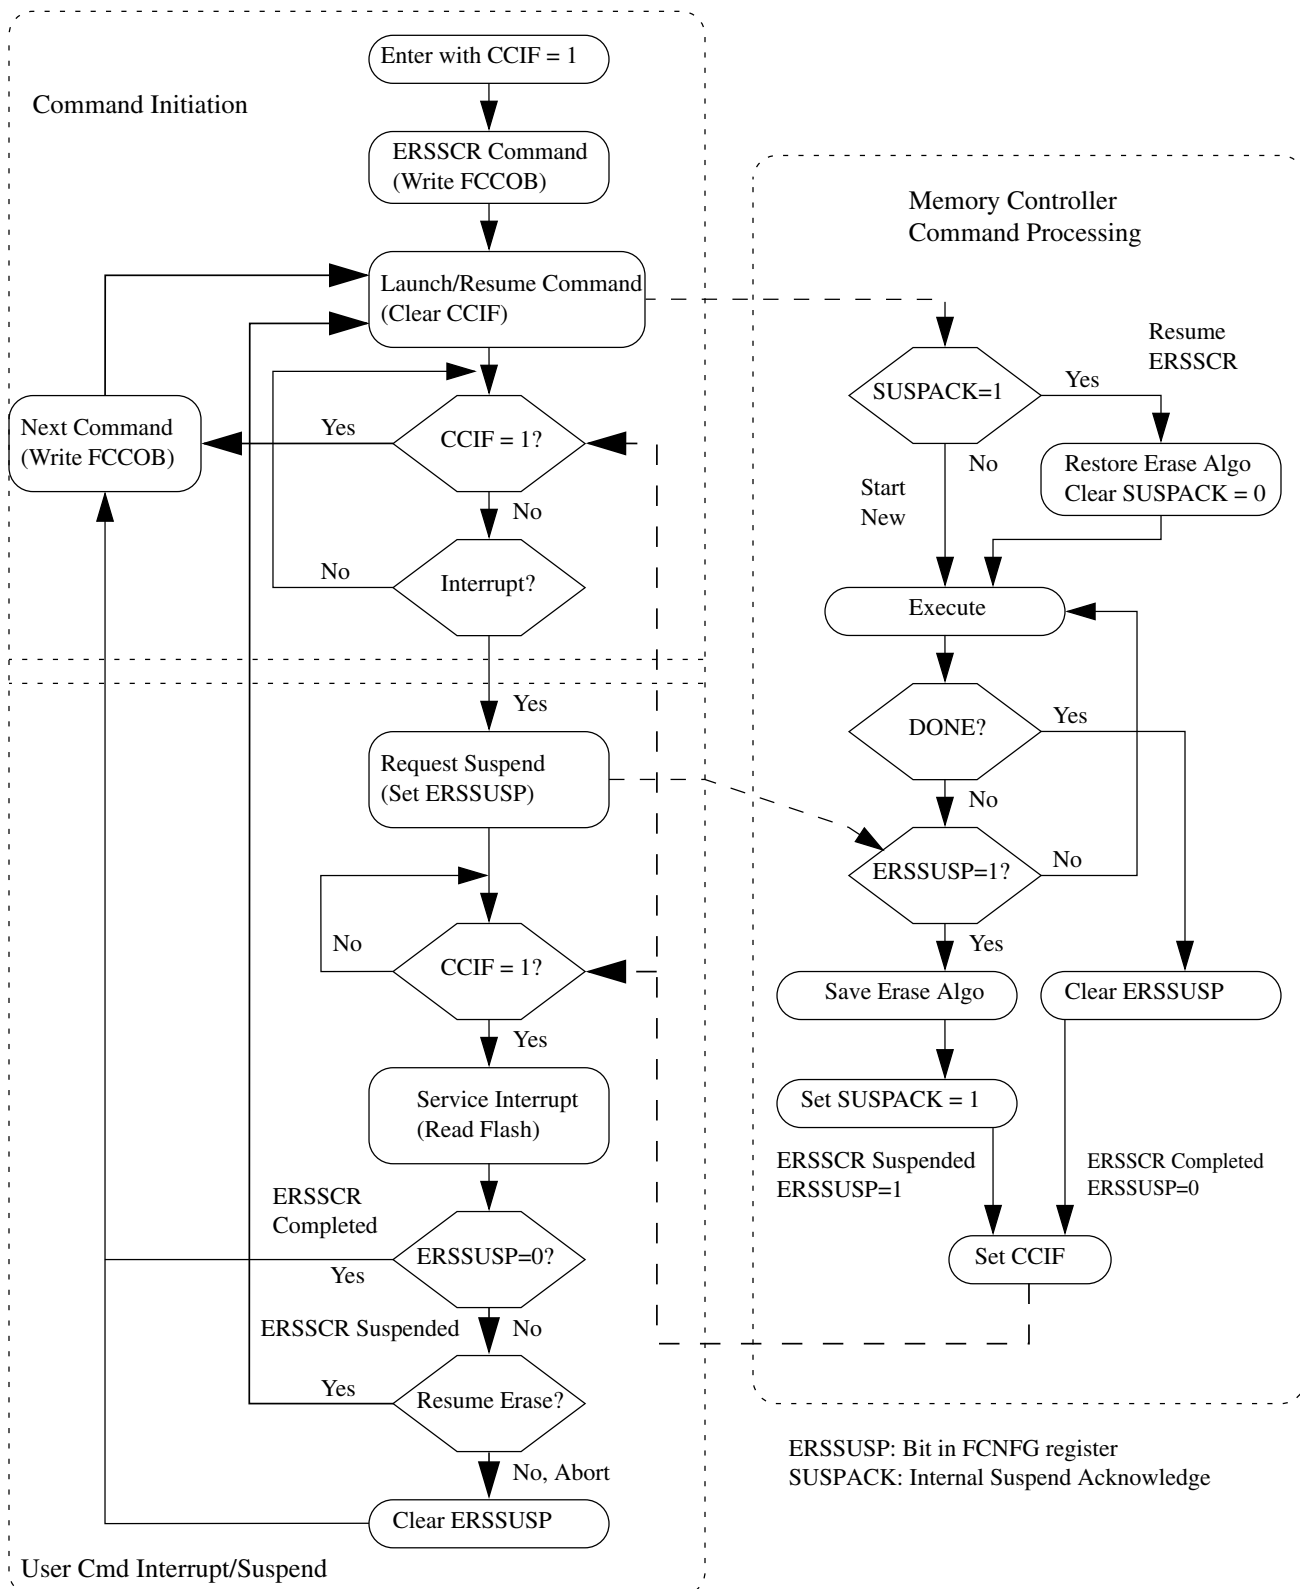 Enter with CCIF = 1
Command Initiation
ERSSCR Command
(Write FCCOB)
Launch/Resume Command
(Clear CCIF)
Next Command
(Write FCCOB)
Yes
CCIF = 1?
No
No
Interrupt?
Yes
Request Suspend
(Set ERSSUSP)
No
CCIF = 1?
Yes
Service Interrupt
(Read Flash)
ERSSCR
Completed
ERSSUSP=0?
Yes
ERSSCR Suspended
No
Yes
Resume Erase?
No, Abort
Clear ERSSUSP
User Cmd Interrupt/Suspend
Memory Controller
Command Processing
Resume
ERSSCR
SUSPACK=1
Yes
No
Restore Erase Algo
Clear SUSPACK = 0
Start
New
Execute
DONE?
Yes
No
ERSSUSP=1?
No
Yes
Save Erase Algo
Clear ERSSUSP
Set SUSPACK = 1
ERSSCR Suspended
ERSSUSP=1
ERSSCR Completed
ERSSUSP=0
Set CCIF
ERSSUSP: Bit in FCNFG register
SUSPACK: Internal Suspend Acknowledge